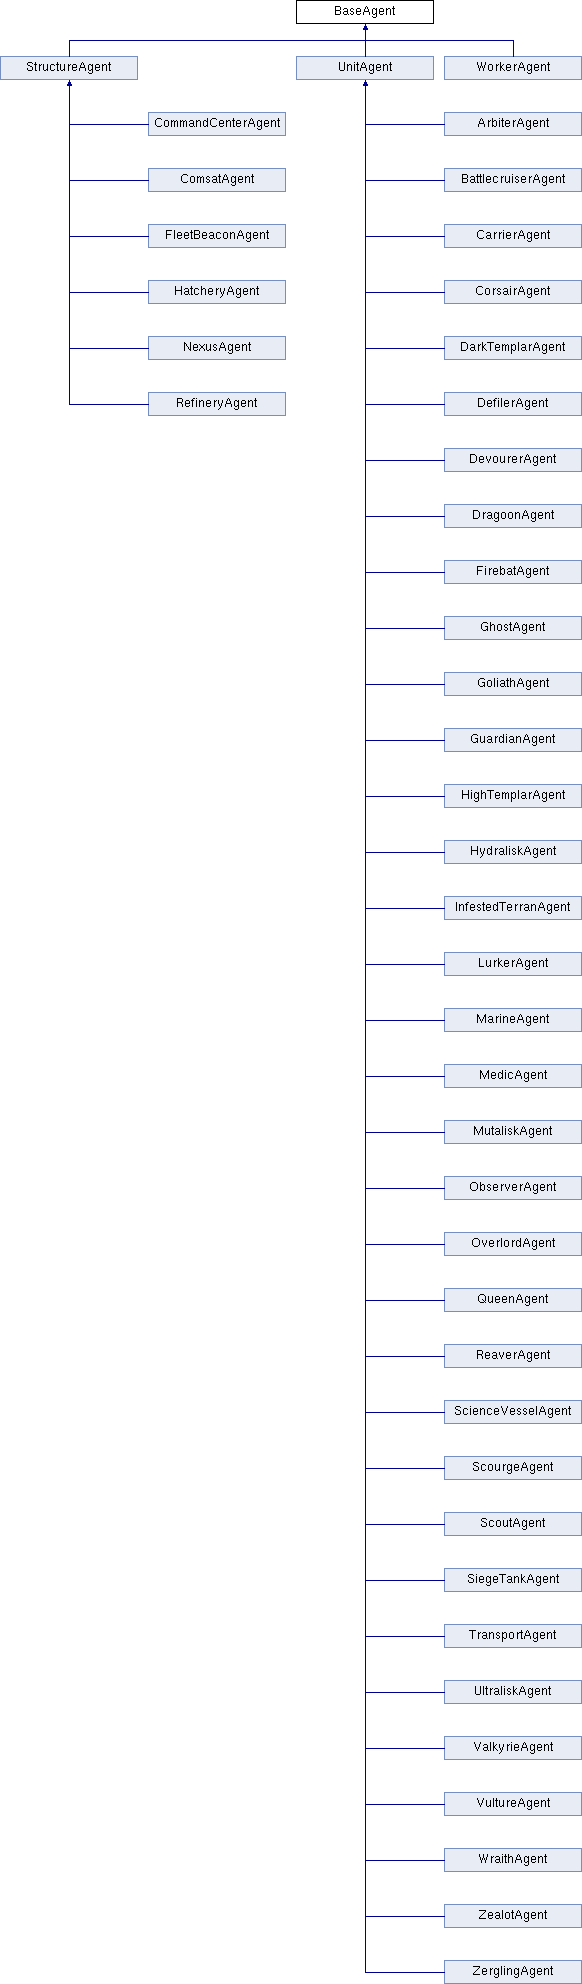 BaseAgent
StructureAgent
UnitAgent
WorkerAgent
CommandCenterAgent
ComsatAgent
FleetBeaconAgent
HatcheryAgent
NexusAgent
RefineryAgent
ArbiterAgent
BattlecruiserAgent
CarrierAgent
CorsairAgent
DarkTemplarAgent
DefilerAgent
DevourerAgent
DragoonAgent
FirebatAgent
GhostAgent
GoliathAgent
GuardianAgent
HighTemplarAgent
HydraliskAgent
InfestedTerranAgent
LurkerAgent
MarineAgent
MedicAgent
MutaliskAgent
ObserverAgent
OverlordAgent
QueenAgent
ReaverAgent
ScienceVesselAgent
ScourgeAgent
ScoutAgent
SiegeTankAgent
TransportAgent
UltraliskAgent
ValkyrieAgent
VultureAgent
WraithAgent
ZealotAgent
ZerglingAgent